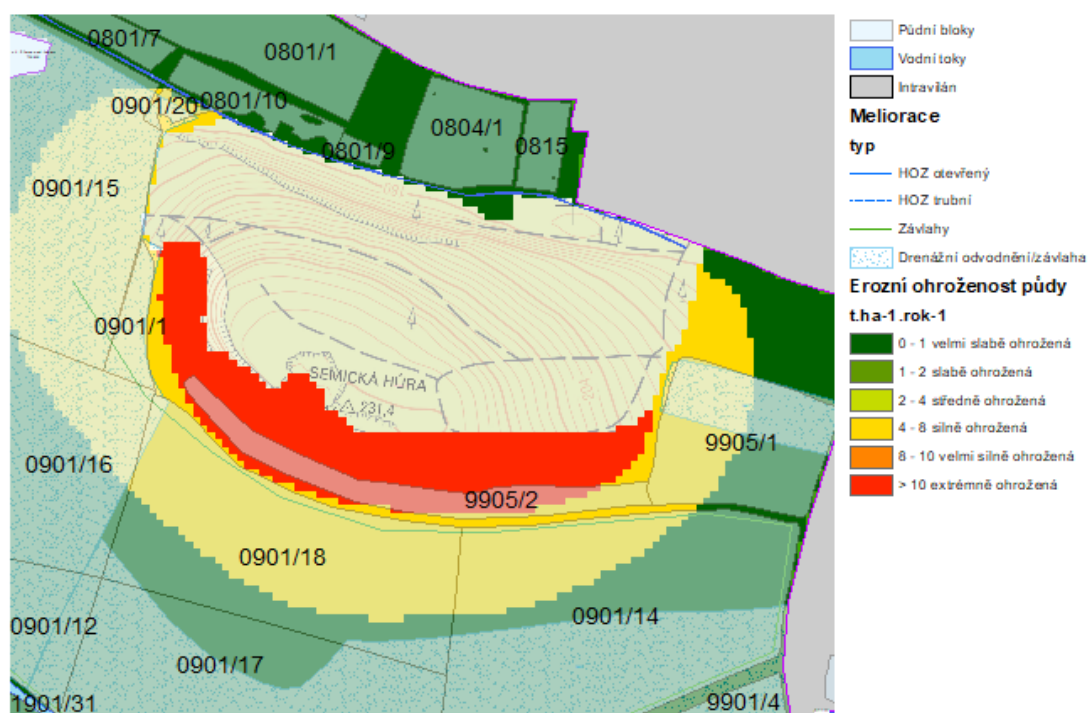 0801/7
0801/1
0901/20
0801/10
0804/1
0815
0801/9
0901/15
0901/1
SEMICKÁ HŮRA
231,4
9905/1
0901/16
9905/2
0901/18
0901/14
0901/12
0901/17
1901/31
9901/4
Půdní bloky
Vodní toky
Intravilán
Meliorace
typ
HOZ otevřený
HOZ trubní
Závlahy
Drenážní odvodnění/závlaha
Erozní ohroženost půdy
t.ha-1.rok-1
0 - 1 velmi slabě ohrožená
1 - 2 slabě ohrožená
2 - 4 středně ohrožená
4 - 8 silně ohrožená
8 - 10 velmi silně ohrožená
> 10 extrémně ohrožená